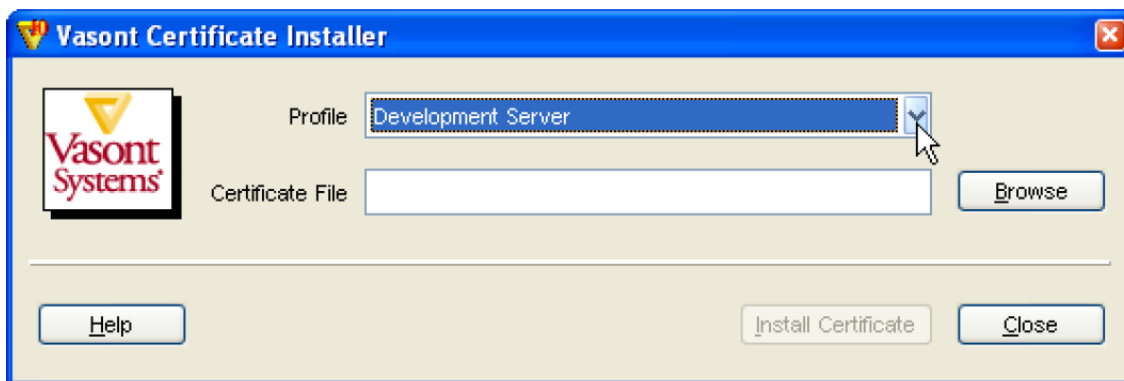 Vasont Certificate Installer
Vasont
Systems
Profile
Development Server
Certificate File
Browse
Help
Install Certificate
Close